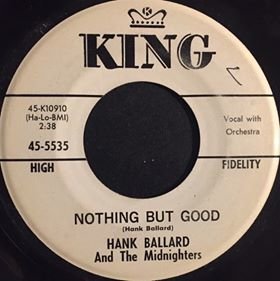 K
KING
45-K10910
(Ha-Lo-BMI)
2:38
Vocal with
Orchestra
45-5535
HIGH
FIDELITY
NOTHING BUT GOOD
(Hank Ballard)
HANK BALLARD
And The Midnighters